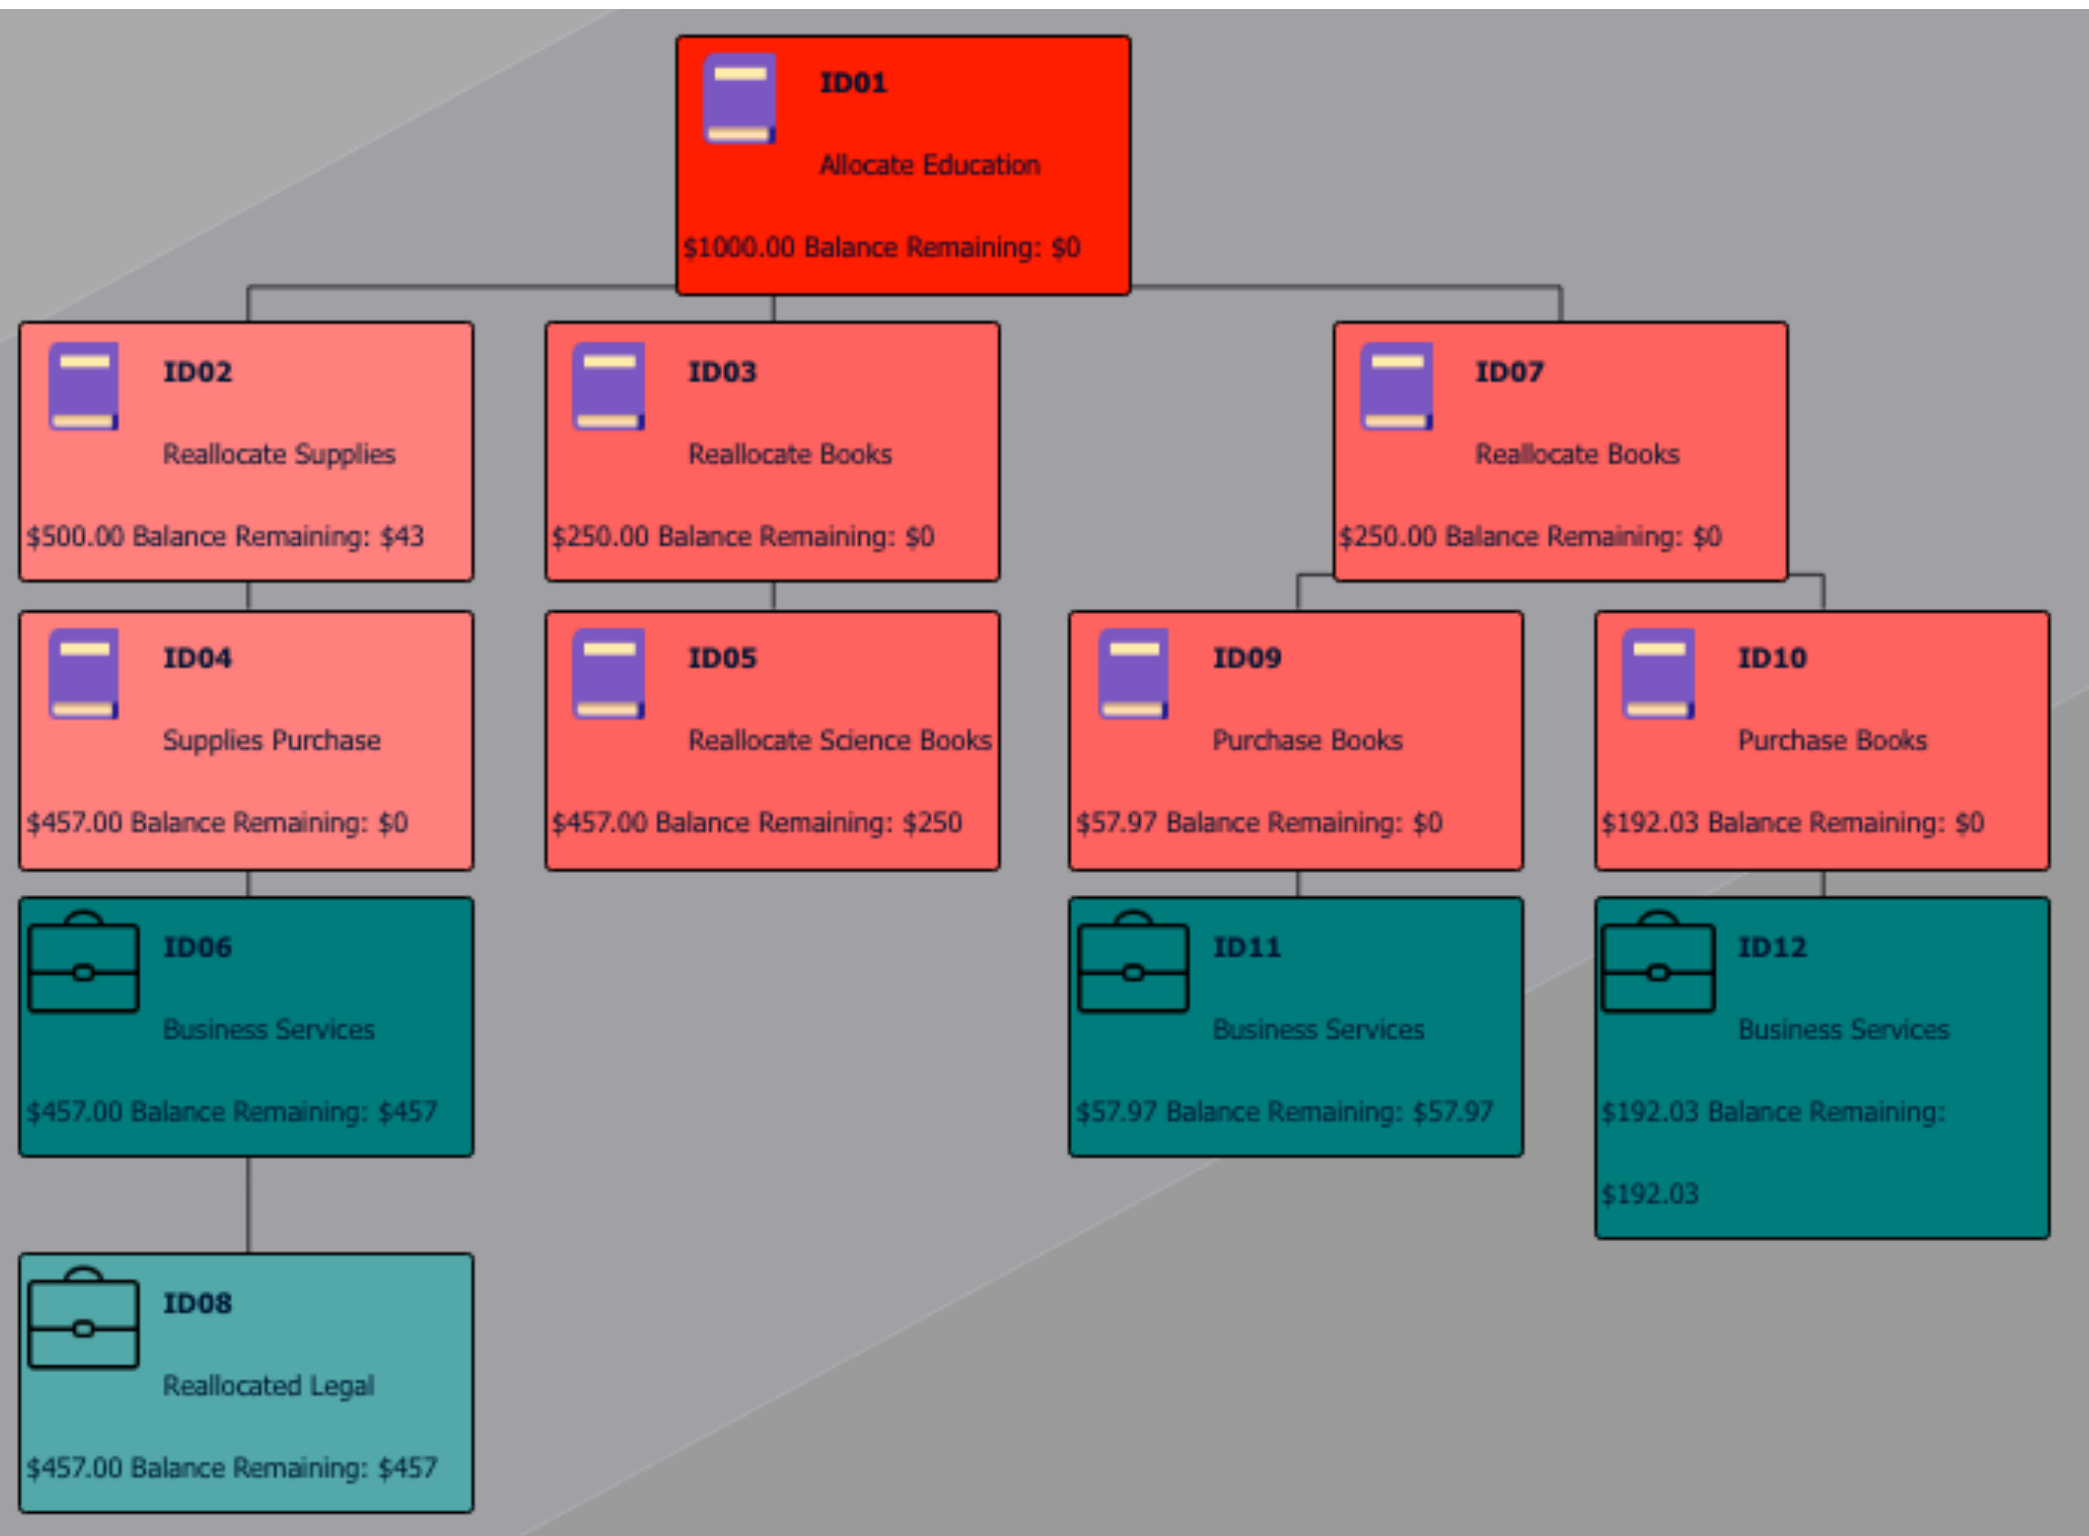 ID01
Allocate Education
$1000.00 Balance Remaining: $0
ID02
Reallocate Supplies
$500.00 Balance Remaining: $43
ID03
Reallocate Books
$250.00 Balance Remaining: $0
ID07
Reallocate Books
$250.00 Balance Remaining: $0
ID04
Supplies Purchase
$457.00 Balance Remaining: $0
ID05
Reallocate Science Books
$457.00 Balance Remaining: $250
ID09
Purchase Books
$57.97 Balance Remaining: $0
ID10
Purchase Books
$192.03 Balance Remaining: $0
ID06
Business Services
$457.00 Balance Remaining: $457
ID11
Business Services
$57.97 Balance Remaining: $57.97
ID12
Business Services
$192.03 Balance Remaining:
$192.03
ID08
Reallocated Legal
$457.00 Balance Remaining: $457